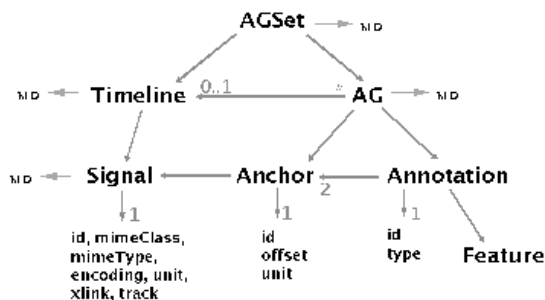 AGSet
MD
MD
Timeline
0..1
*
AG
MD
MD
Signal
Anchor
2
Annotation
1
1
1
id, mimeClass,
mimeType,
encoding, unit,
xlink, track
id
offset
unit
id
type
Feature